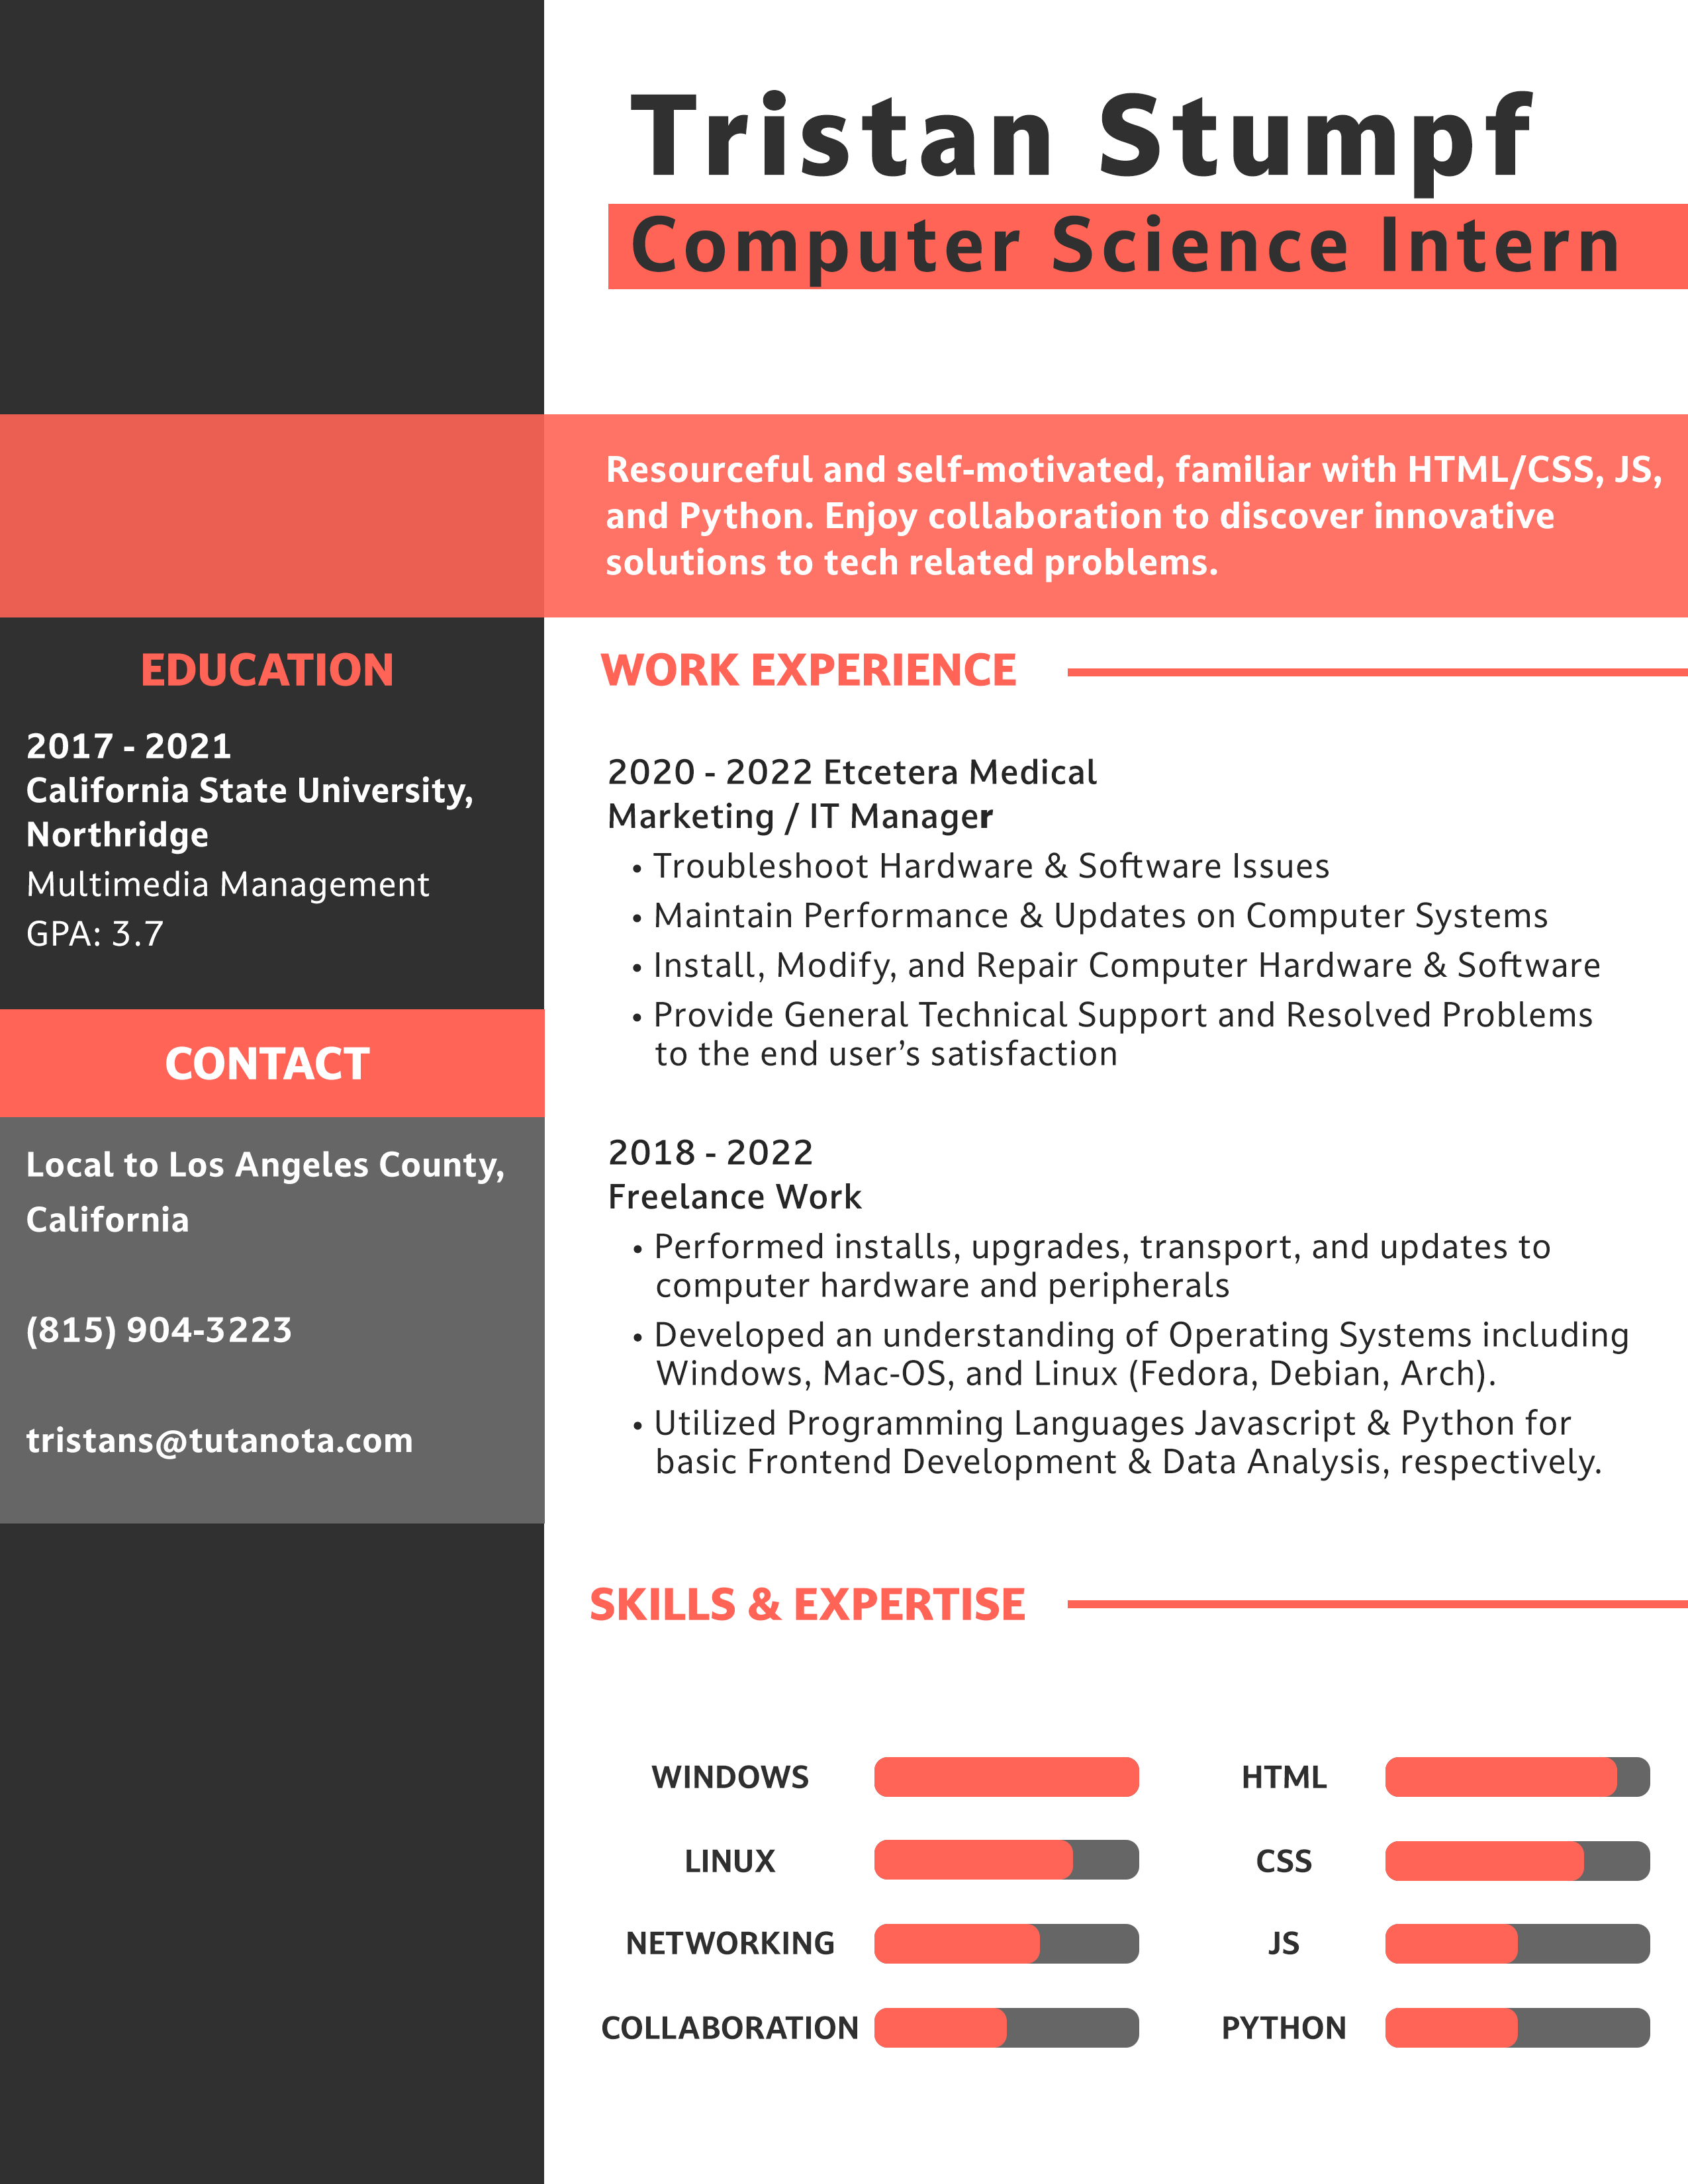 Tristan Stumpf
Computer Science Intern
Resourceful and self-motivated, familiar with HTML/CSS, JS,
and Python. Enjoy collaboration to discover innovative
solutions to tech related problems.
EDUCATION
2017 - 2021
California State University,
Northridge
Multimedia Management
GPA: 3.7
CONTACT
Local to Los Angeles County,
California
(815) 904-3223
tristans@tutanota.com
WORK EXPERIENCE
2020 - 2022 Etcetera Medical
Marketing / IT Manager
• Troubleshoot Hardware & Software Issues
• Maintain Performance & Updates on Computer Systems
• Install, Modify, and Repair Computer Hardware & Software
• Provide General Technical Support and Resolved Problems
to the end user’s satisfaction
2018 - 2022
Freelance Work
• Performed installs, upgrades, transport, and updates to
computer hardware and peripherals
• Developed an understanding of Operating Systems including
Windows, Mac-OS, and Linux (Fedora, Debian, Arch).
• Utilized Programming Languages Javascript & Python for
basic Frontend Development & Data Analysis, respectively.
SKILLS & EXPERTISE
WINDOWS
LINUX
NETWORKING
COLLABORATION
HTML
CSS
JS
PYTHON